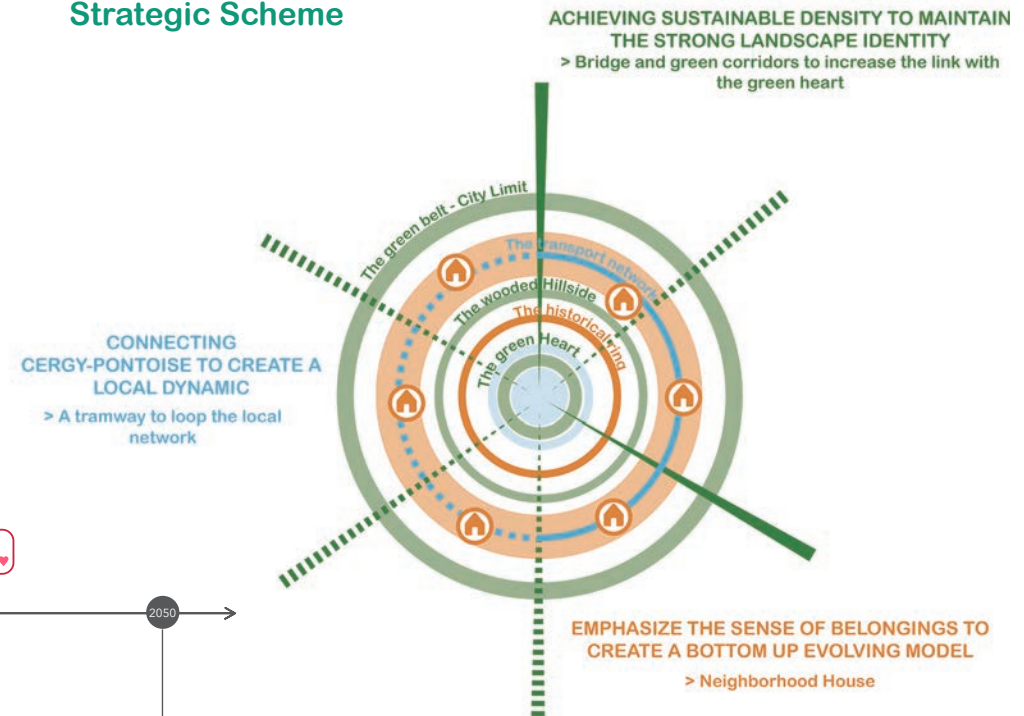 Strategic Scheme
ACHIEVING SUSTAINABLE DENSITY TO MAINTAIN
THE STRONG LANDSCAPE IDENTITY
> Bridge and green corridors to increase the link with
the green heart
The green belt - City Limit
The transport network
The wooded Hillside
The historical ring
The green Heart
CONNECTING
CERGY-PONTOISE TO CREATE A
LOCAL DYNAMIC
> A tramway to loop the local
network
2050
EMPHASIZE THE SENSE OF BELONGINGS TO
CREATE A BOTTOM UP EVOLVING MODEL
> Neighborhood House